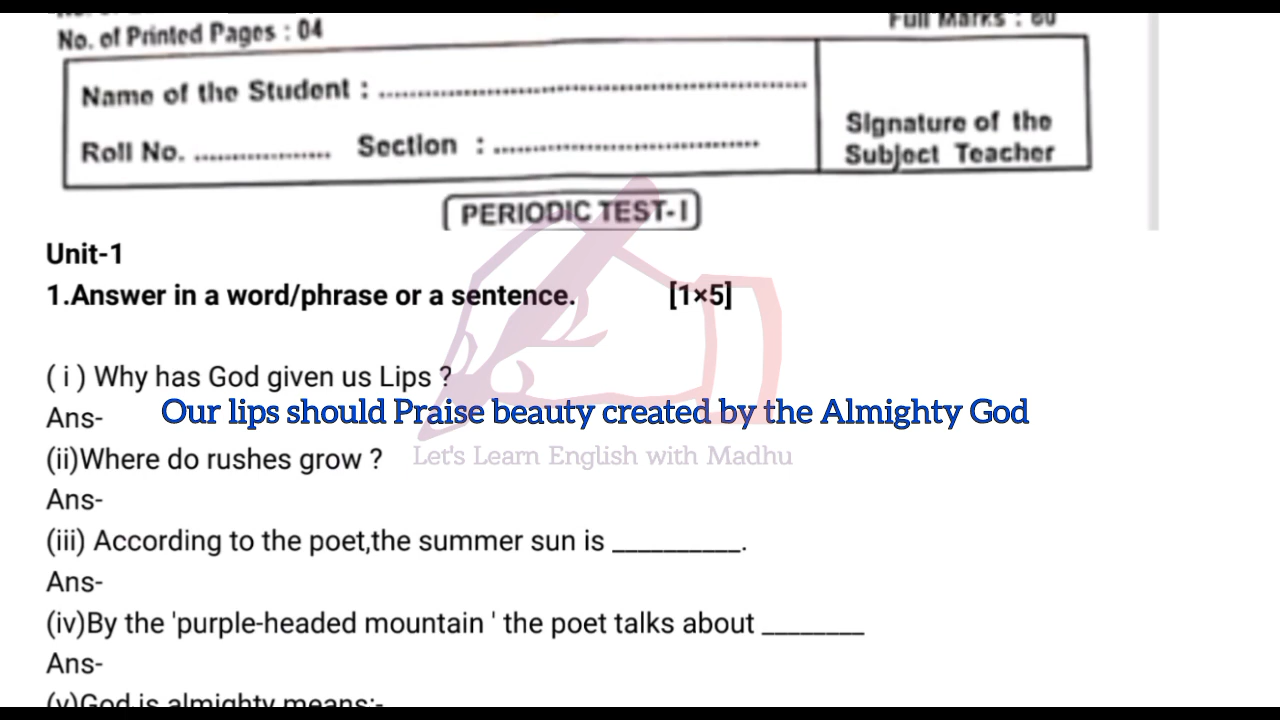 No. of Printed Pages : 04
Full Marks : 60
Name of the Student : ........................................................
Roll No. ................... Section : ...................................
Signature of the
Subject Teacher
PERIODIC TEST-I
Unit-1
1.Answer in a word/phrase or a sentence. [1×5]
( i ) Why has God given us Lips ?
Ans- Our lips should Praise beauty created by the Almighty God
(ii)Where do rushes grow ?
Let's Learn English with Madhu
Ans-
(iii) According to the poet,the summer sun is __________.
Ans-
(iv)By the 'purple-headed mountain ' the poet talks about ________
Ans-
(v)God is almighty means:-